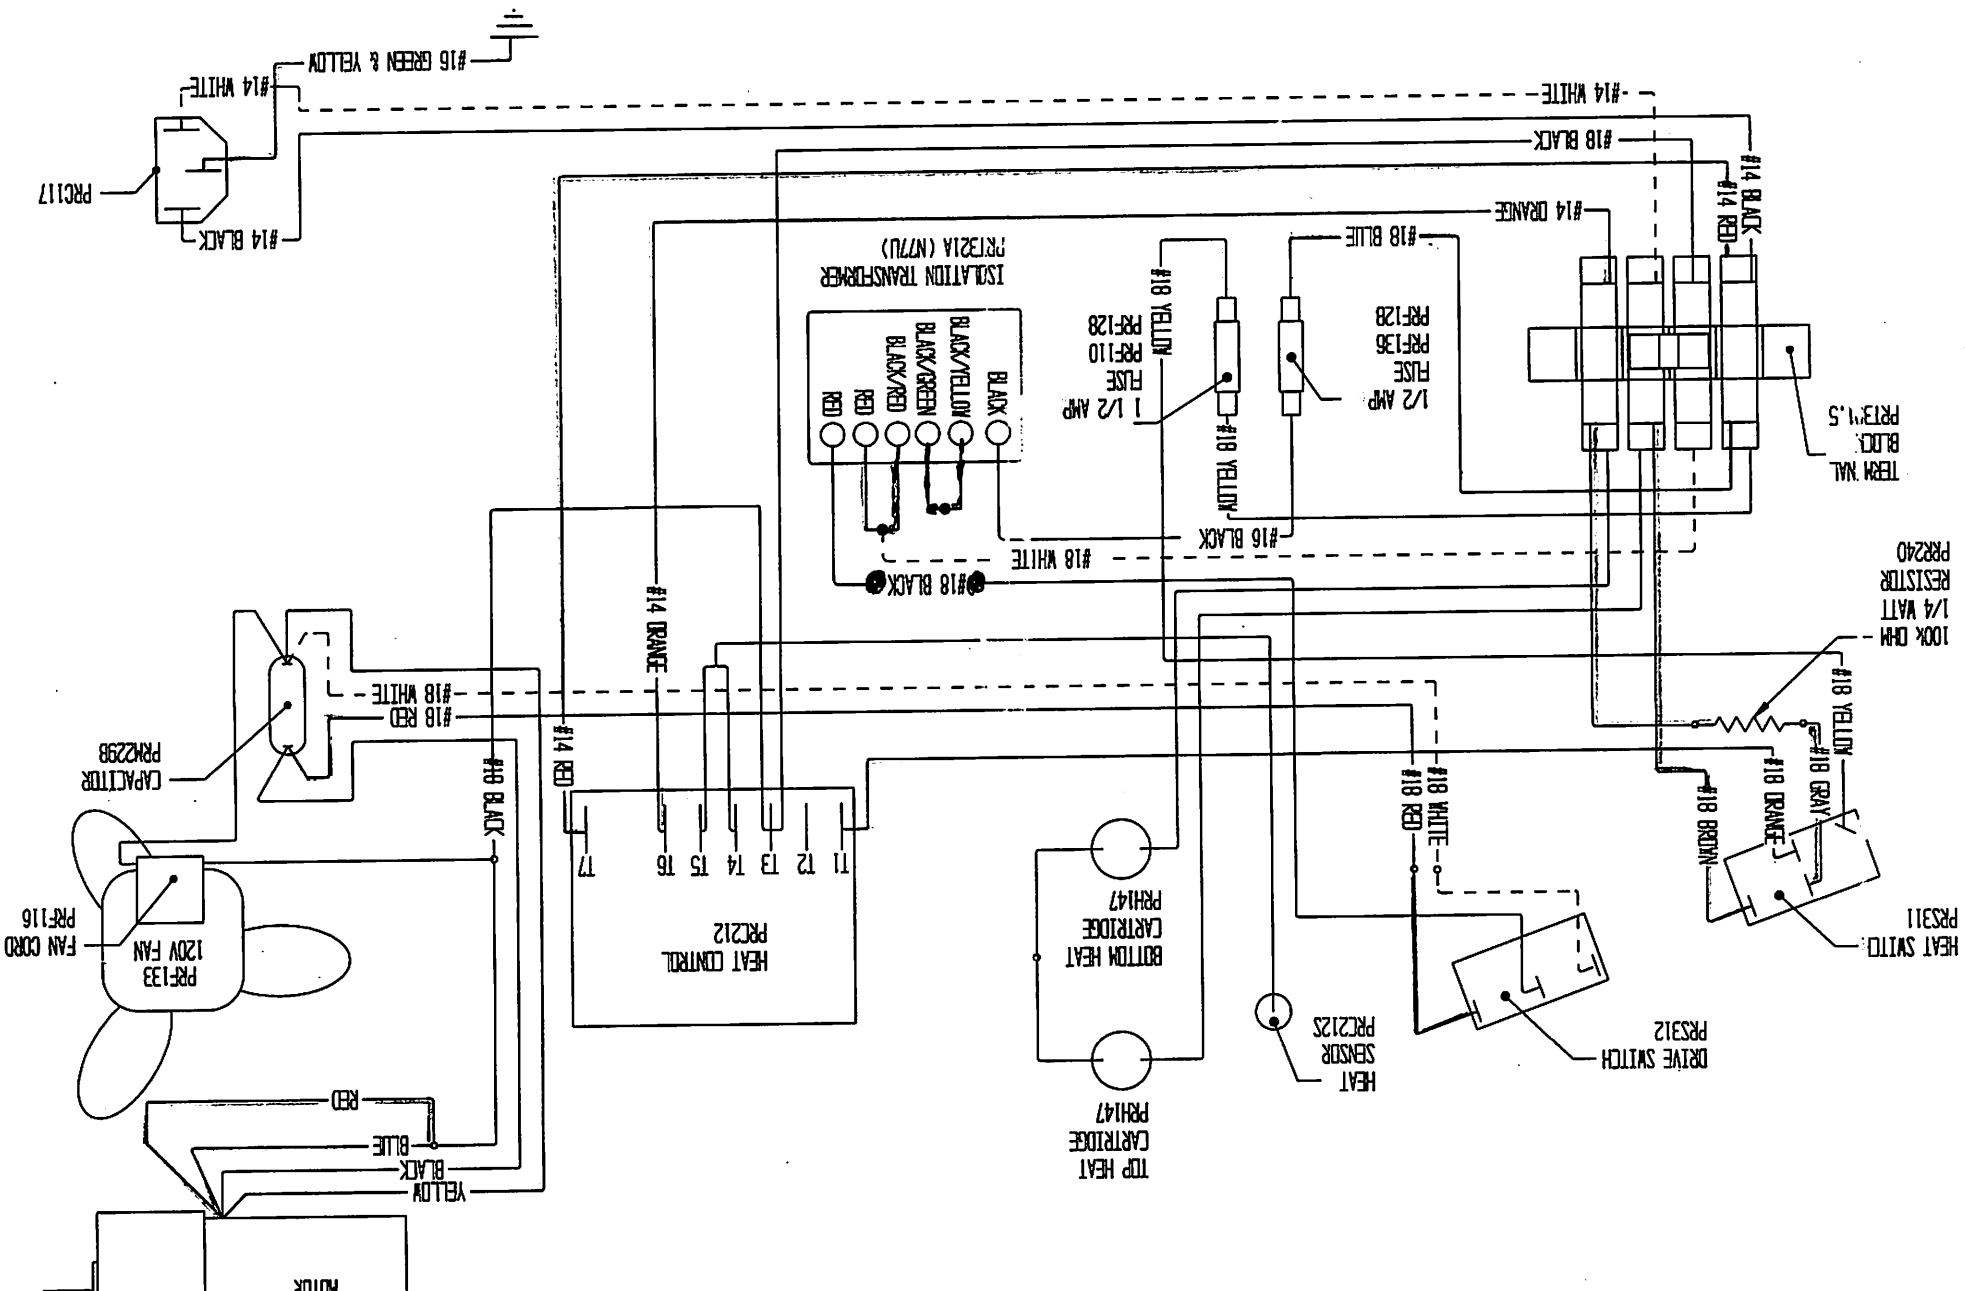 MOTOR
YELLOW
BLACK
BLUE
RED
TOP HEAT
CARTRIDGE
PRH147
HEAT
SENSOR
PRC212S
DRIVE SWITCH
PRS312
HEAT SWITCH
PRS311
BOTTOM HEAT
CARTRIDGE
PRH147
HEAT CONTROL
PRC212
T1
T2
T3
T4
T5
T6
T7
PRF133
120V FAN
FAN CORD
PRF116
#18 BROWN
#18 ORANGE
#18 GRAY
#18 YELLOW
#18 RED
#18 WHITE
#14 RED
#18 BLACK
CAPACITOR
PRM229B
#18 RED
#18 WHITE
#14 ORANGE
100k OHM
1/4 WATT
RESISTOR
PRR240
#18 BLACK
#18 WHITE
#16 BLACK
TERM NAL
BLOCK
#18 YELLOW
1/2 AMP
FUSE
PRF136
PRF128
1 1/2 AMP
FUSE
PRF110
PRF128
#18 YELLOW
BLACK
BLACK/YELLOW
BLACK/GREEN
BLACK/RED
RED
RED
ISOLATION TRANSFORMER
PRT321A (N77U)
#18 BLUE
#14 ORANGE
#14 RED
#14 BLACK
#18 BLACK
#14 WHITE
#14 BLACK
PRC117
#14 WHITE
#16 GREEN & YELLOW